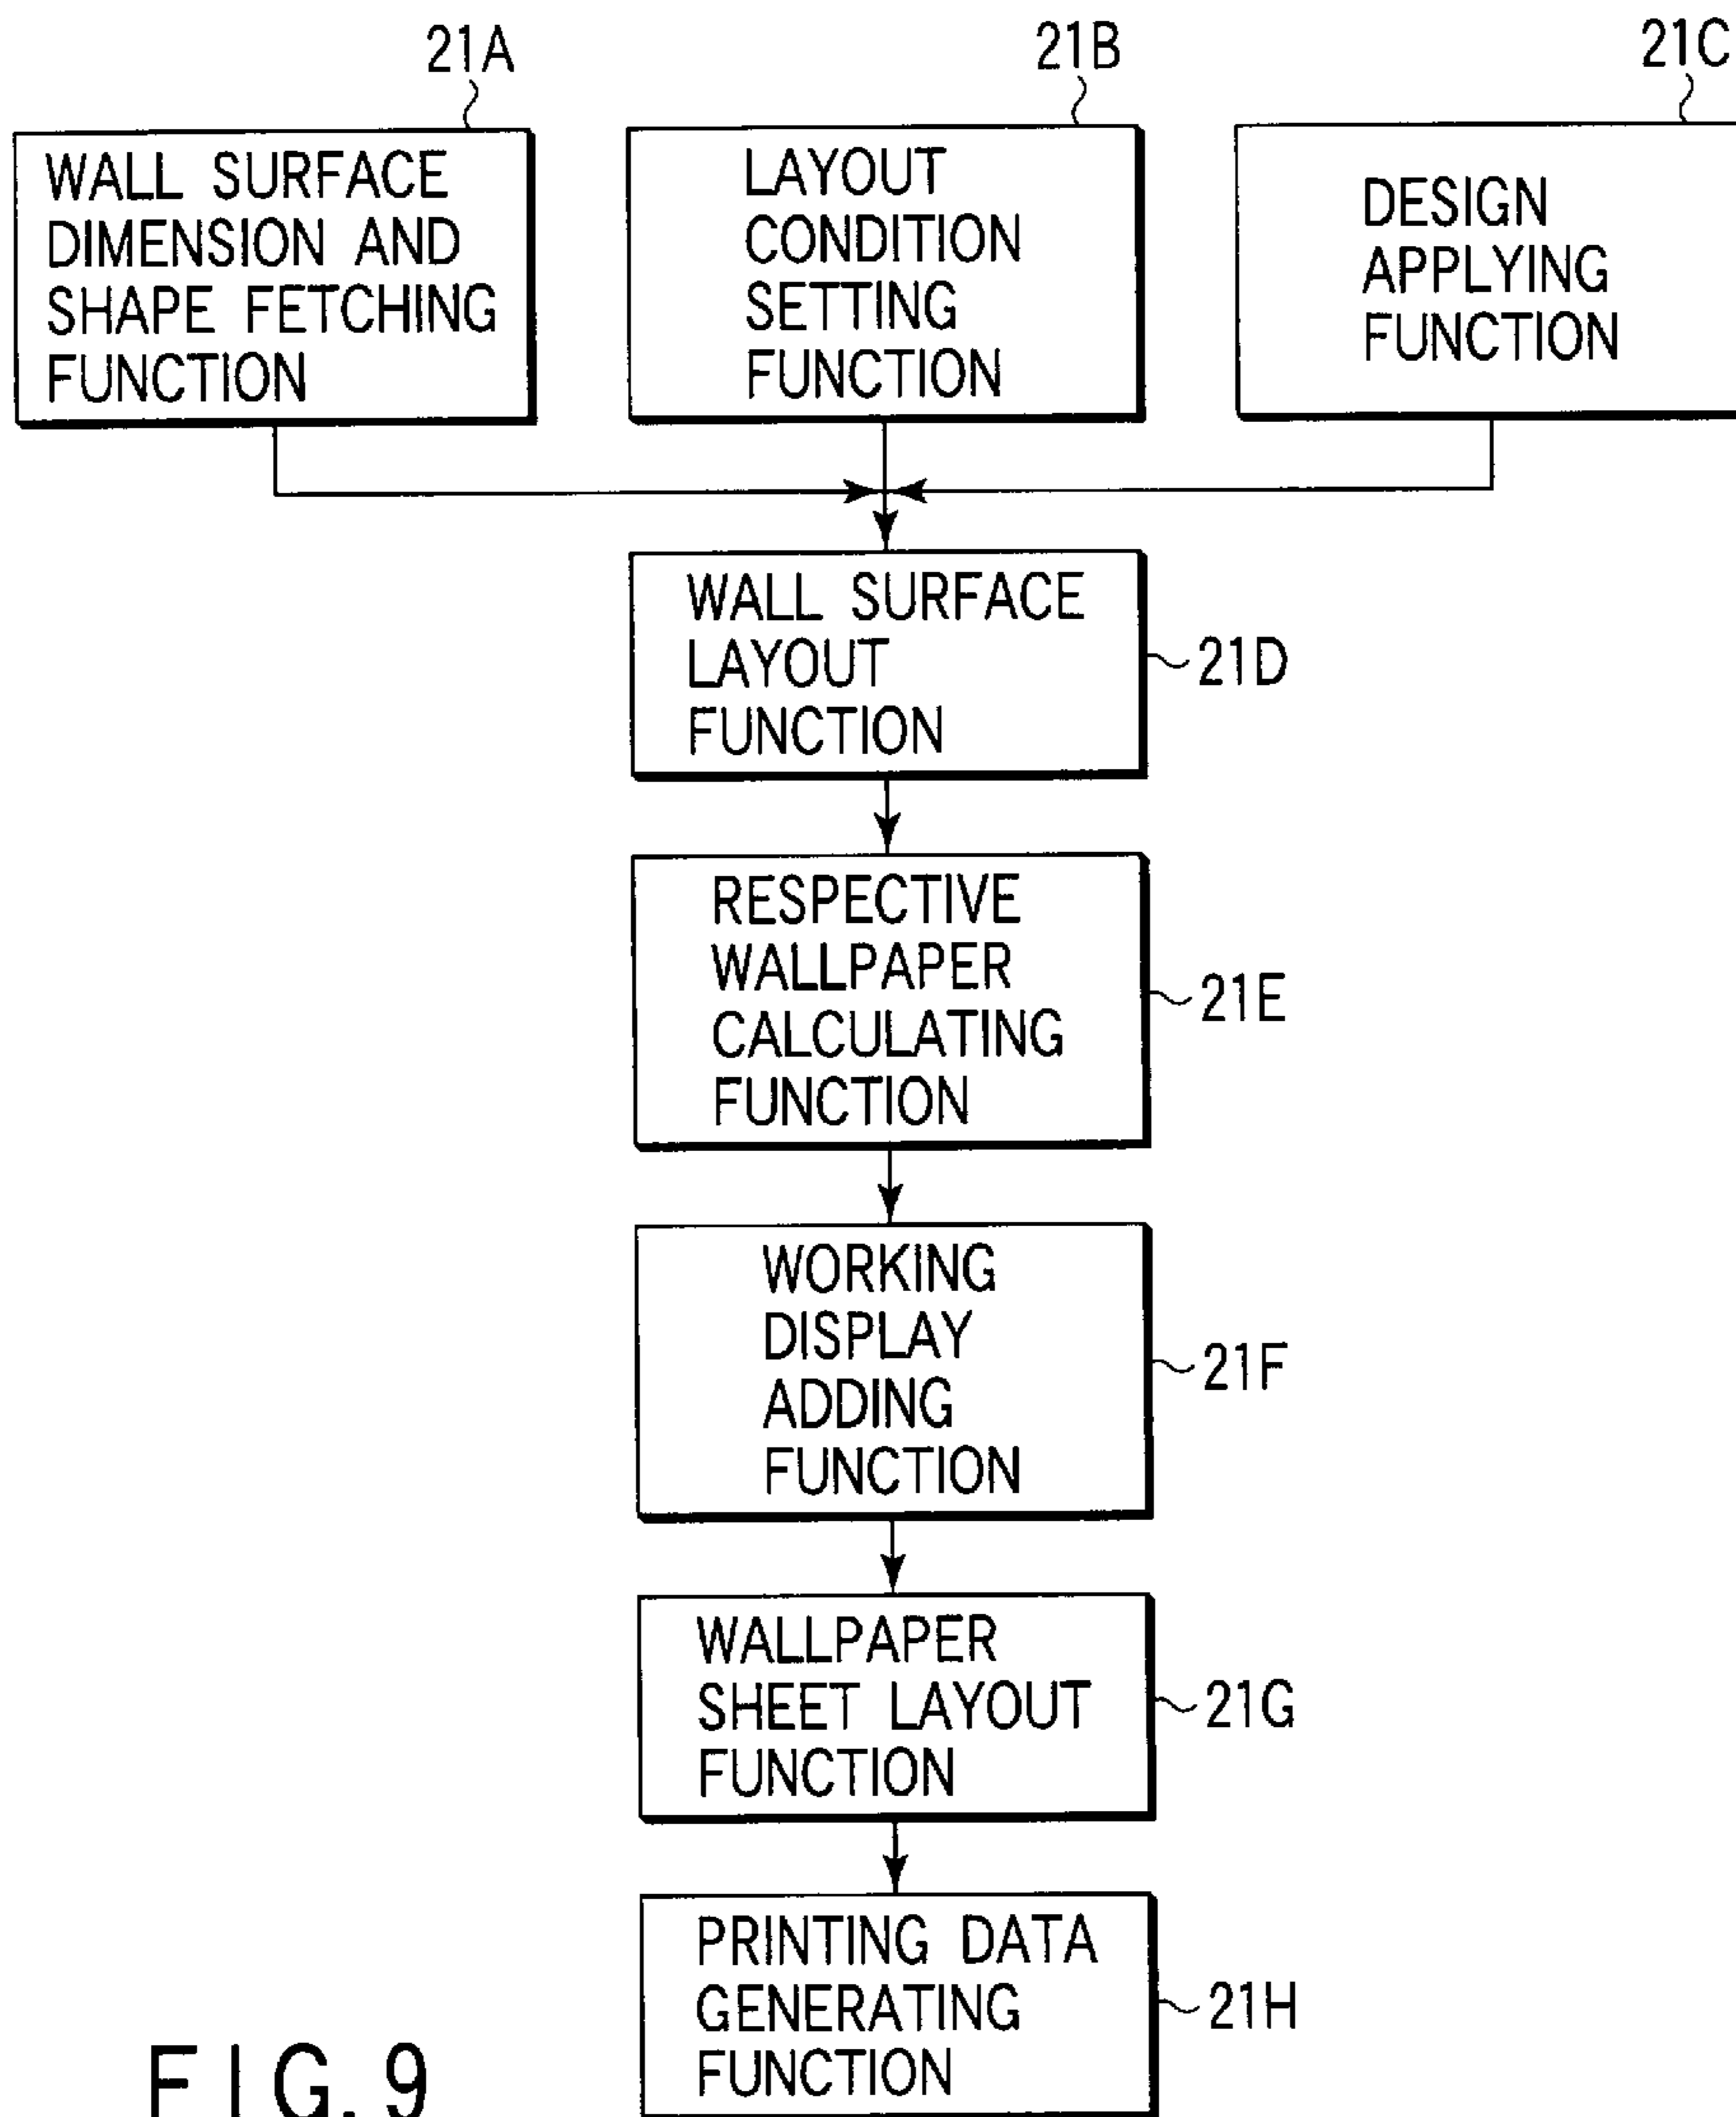 21A
21B
21C
WALL SURFACE
DIMENSION AND
SHAPE FETCHING
FUNCTION
LAYOUT
CONDITION
SETTING
FUNCTION
DESIGN
APPLYING
FUNCTION
WALL SURFACE
LAYOUT
FUNCTION
21D
RESPECTIVE
WALLPAPER
CALCULATING
FUNCTION
21E
WORKING
DISPLAY
ADDING
FUNCTION
21F
WALLPAPER
SHEET LAYOUT
FUNCTION
21G
PRINTING DATA
GENERATING
FUNCTION
21H
FIG. 9